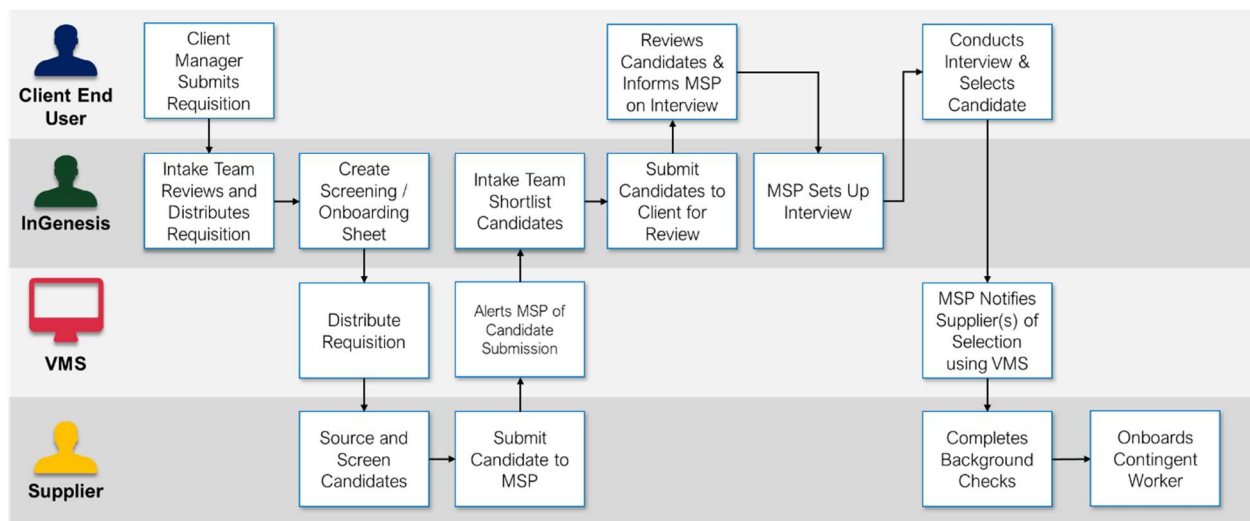 Client End
User
Client
Manager
Submits
Requisition
Reviews
Candidates &
Informs MSP
on Interview
Conducts
Interview &
Selects
Candidate
InGenesis
Intake Team
Reviews and
Distributes
Requisition
Create
Screening /
Onboarding
Sheet
Intake Team
Shortlist
Candidates
Submit
Candidates to
Client for
Review
MSP Sets Up
Interview
VMS
Distribute
Requisition
Alerts MSP of
Candidate
Submission
MSP Notifies
Supplier(s) of
Selection
using VMS
Supplier
Source and
Screen
Candidates
Submit
Candidate to
MSP
Completes
Background
Checks
Onboards
Contingent
Worker